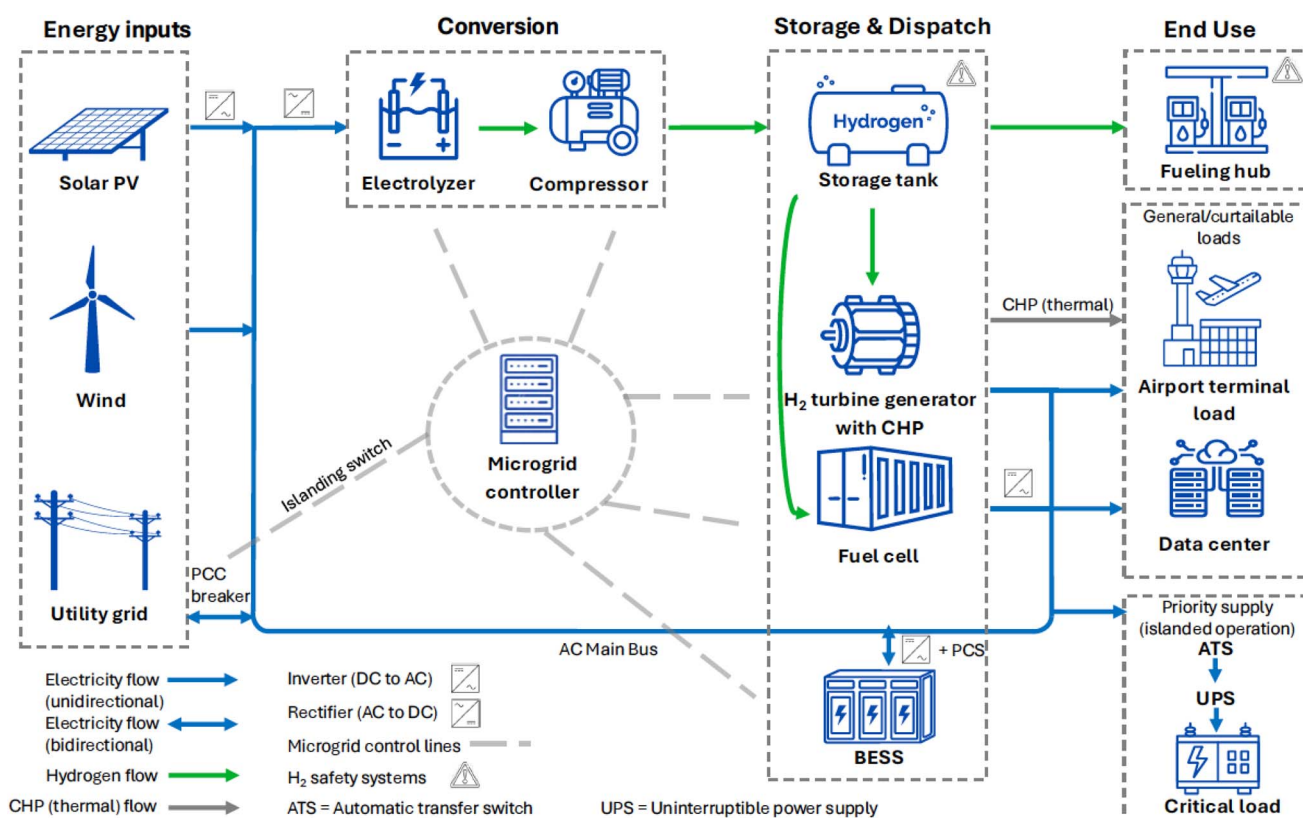 Energy inputs
Conversion
Storage & Dispatch
End Use
Solar PV
Electrolyzer
Compressor
Hydrogen
Storage tank
Fueling hub
General/curtailable
loads
Wind
Microgrid
controller
Islanding switch
H₂ turbine generator
with CHP
CHP (thermal)
Airport terminal
load
Fuel cell
Data center
Utility grid
PCC
breaker
AC Main Bus
+ PCS
BESS
Priority supply
(islanded operation)
ATS
UPS
Critical load
Electricity flow
(unidirectional)
Electricity flow
(bidirectional)
Hydrogen flow
CHP (thermal) flow
Inverter (DC to AC)
Rectifier (AC to DC)
Microgrid control lines
H₂ safety systems
ATS = Automatic transfer switch
UPS = Uninterruptible power supply